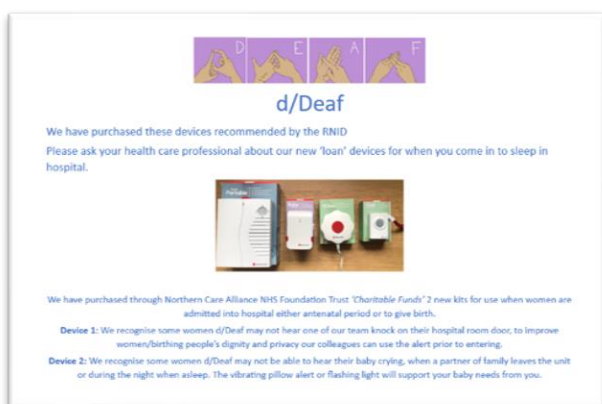 D E A F
d/Deaf
We have purchased these devices recommended by the RNID
Please ask your health care professional about our new 'loan' devices for when you come in to sleep in
hospital.
We have purchased through Northern Care Alliance NHS Foundation Trust 'Charitable Funds' 2 new kits for use when women are
admitted into hospital either antenatal period or to give birth.
Device 1: We recognise some women d/Deaf may not hear one of our team knock on their hospital room door, to improve
women/birthing people's dignity and privacy our colleagues can use the alert prior to entering.
Device 2: We recognise some women d/Deaf may not be able to hear their baby crying, when a partner of family leaves the unit
or during the night when asleep. The vibrating pillow alert or flashing light will support your baby needs from you.